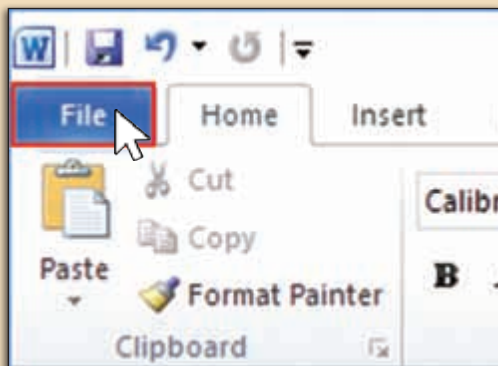 W
File Home Insert
Cut
Calibr
Copy
Paste
B
Format Painter
Clipboard